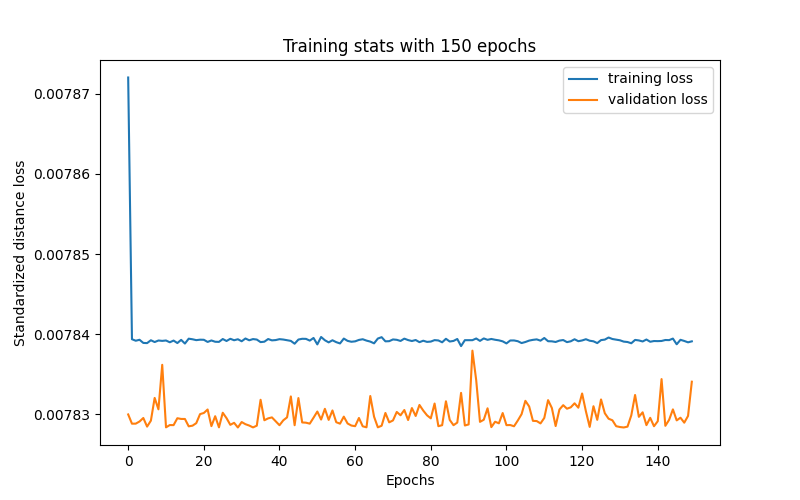 Training stats with 150 epochs
training loss
validation loss
Standardized distance loss
0.00787
0.00786
0.00785
0.00784
0.00783
0 20 40 60 80 100 120 140
Epochs